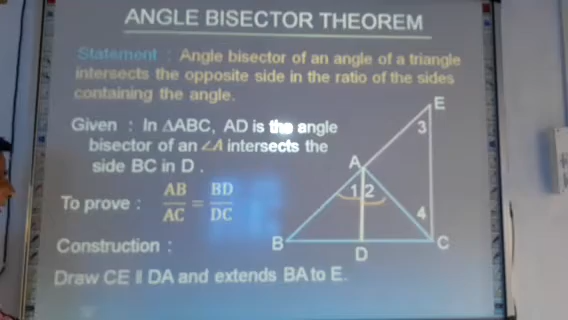 ANGLE BISECTOR THEOREM
Statement : Angle bisector of an angle of a triangle
intersects the opposite side in the ratio of the sides
containing the angle.
Given : In ΔABC, AD is the angle
bisector of an ∠A intersects the
side BC in D .
To prove : AB/AC = BD/DC
Construction :
Draw CE ∥ DA and extends BA to E.
E
3
A
1 2
4
B
C
D